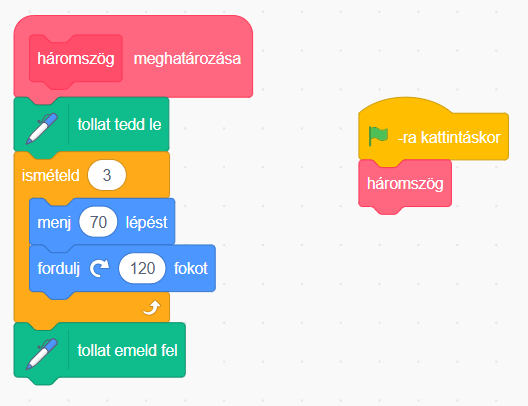 háromszög meghatározása
tollat tedd le
ismételd 3
menj 70 lépést
fordulj 120 fokot
tollat emeld fel
-ra kattintáskor
háromszög